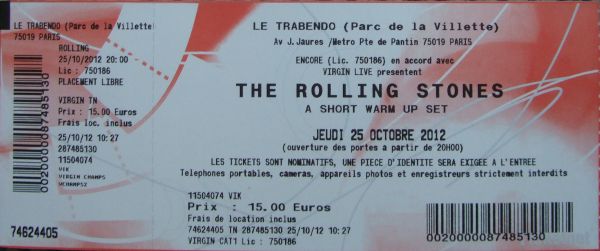 LE TRABENDO (Parc de la Villette)
75019 PARIS
ROLLING
25/10/2012 20:00
Lic : 750186
PLACEMENT LIBRE
VIRGIN TN
Prix : 15.00 Euros
Frais loc. inclus
25/10/12 10:27
287485130
11504074
VIK
VIRGIN CHAMPS
VCHAMPS2
74624405
0020000087485130
LE TRABENDO (Parc de la Villette)
Av J.Jaures /Metro Pte de Pantin 75019 PARIS
ENCORE (Lic. 750186) en accord avec
VIRGIN LIVE presentent
THE ROLLING STONES
A SHORT WARM UP SET
JEUDI 25 OCTOBRE 2012
(ouverture des portes à partir de 20H00)
LES TICKETS SONT NOMINATIFS, UNE PIECE D'IDENTITE SERA EXIGEE A L'ENTREE
Telephones portables, cameras, appareils photos et enregistreurs strictement interdits
11504074 VIK
Prix : 15.00 Euros
Frais de location inclus
74624405 TN 287485130 25/10/12 10:27
VIRGIN CAT1 Lic : 750186
0020000087485130